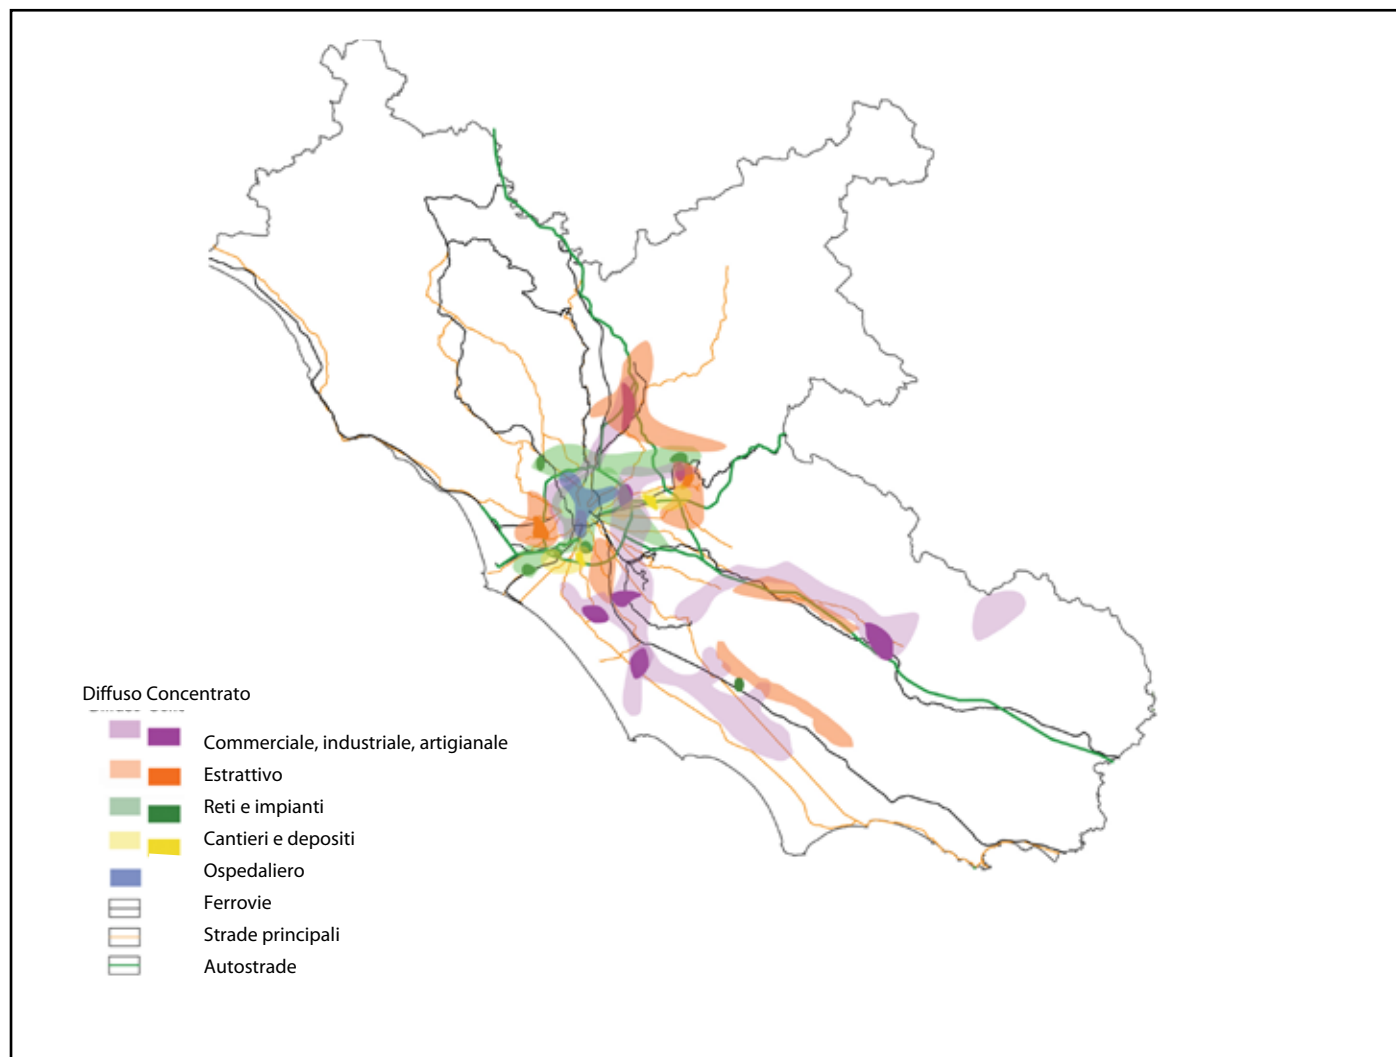 Diffuso Concentrato
Commerciale, industriale, artigianale
Estrattivo
Reti e impianti
Cantieri e depositi
Ospedaliero
Ferrovie
Strade principali
Autostrade